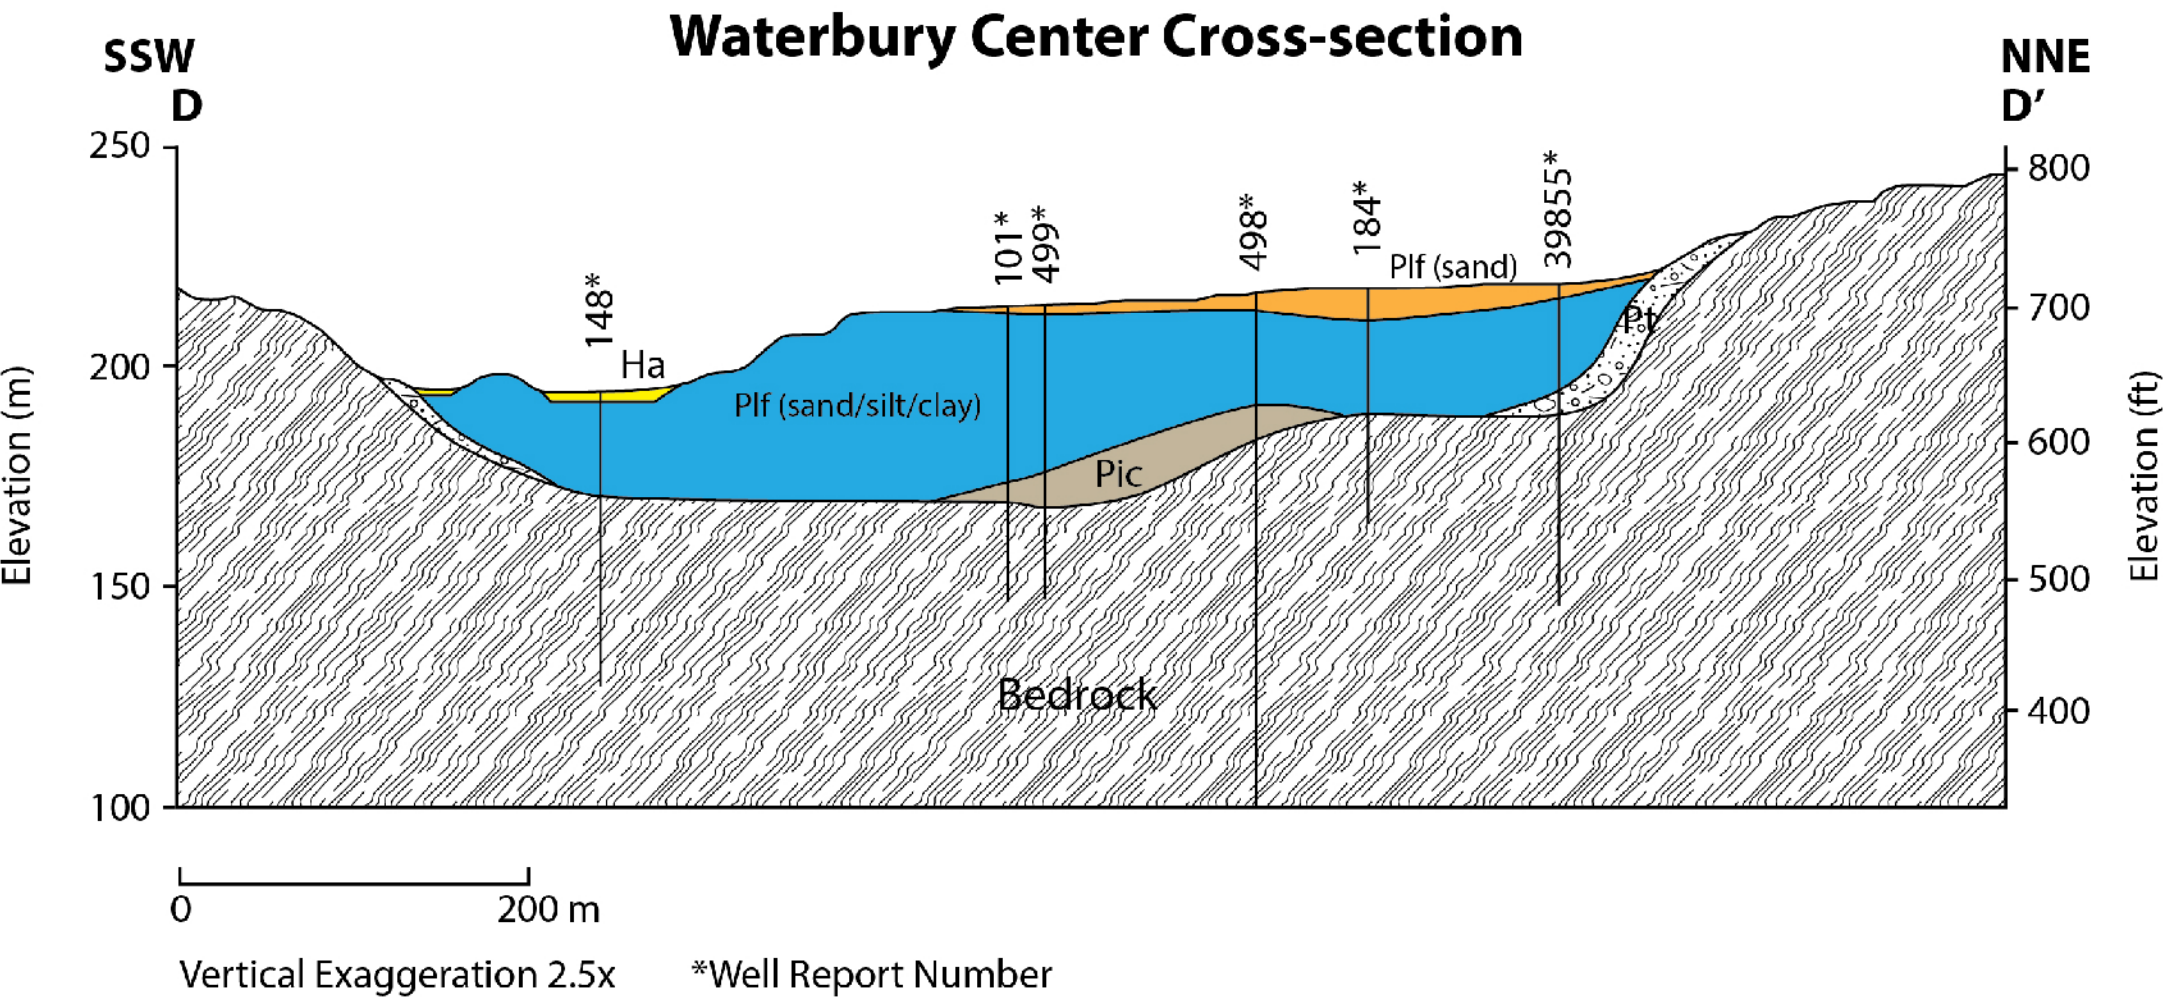 Waterbury Center Cross-section
SSW
D
NNE
D’
250
200
150
100
Elevation (m)
800
700
600
500
400
Elevation (ft)
148*
101*
499*
498*
184*
39855*
Plf (sand)
Ha
Pt
Plf (sand/silt/clay)
Pic
Bedrock
0
200 m
Vertical Exaggeration 2.5x
*Well Report Number